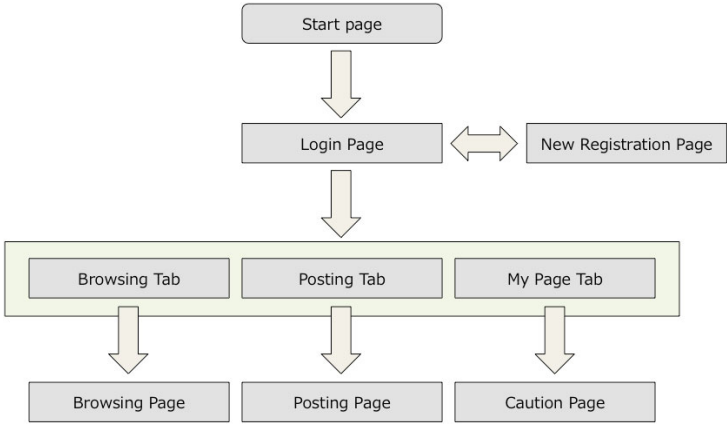 Start page
Login Page
New Registration Page
Browsing Tab
Posting Tab
My Page Tab
Browsing Page
Posting Page
Caution Page